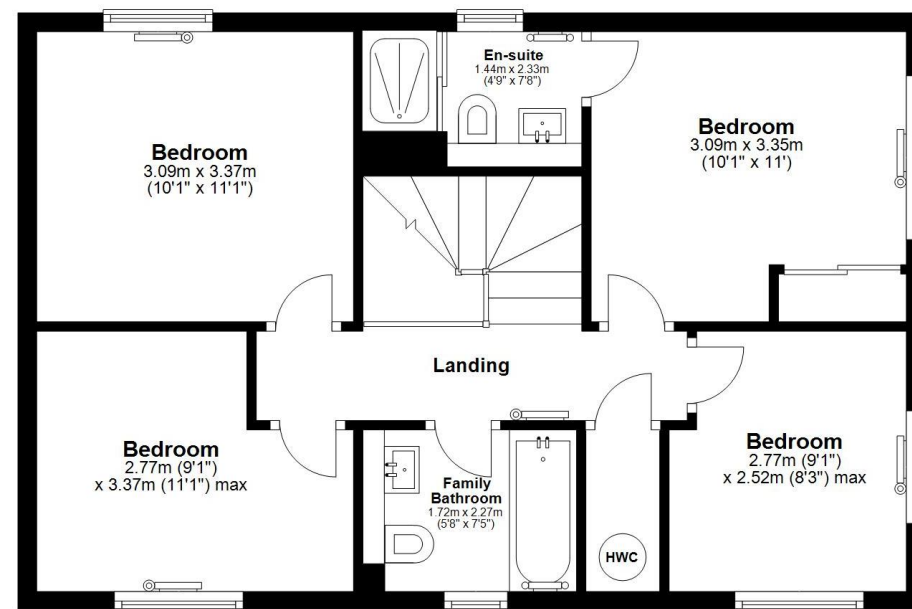 En-suite
1.44m x 2.33m
(4'9" x 7'8")
Bedroom
3.09m x 3.37m
(10'1" x 11'1")
Bedroom
3.09m x 3.35m
(10'1" x 11')
Landing
Bedroom
2.77m (9'1")
x 3.37m (11'1") max
Family
Bathroom
1.72m x 2.27m
(5'8" x 7'5")
HWC
Bedroom
2.77m (9'1")
x 2.52m (8'3") max